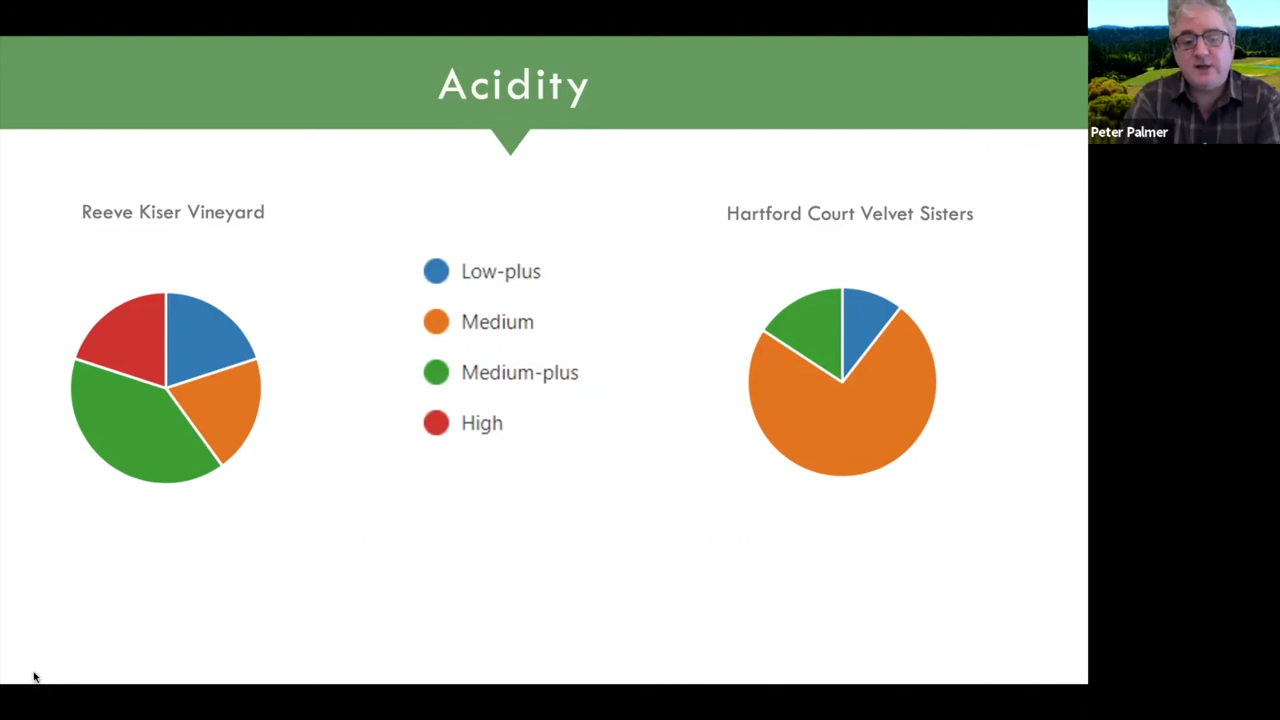 Acidity
Peter Palmer
Reeve Kiser Vineyard
Hartford Court Velvet Sisters
Low-plus
Medium
Medium-plus
High